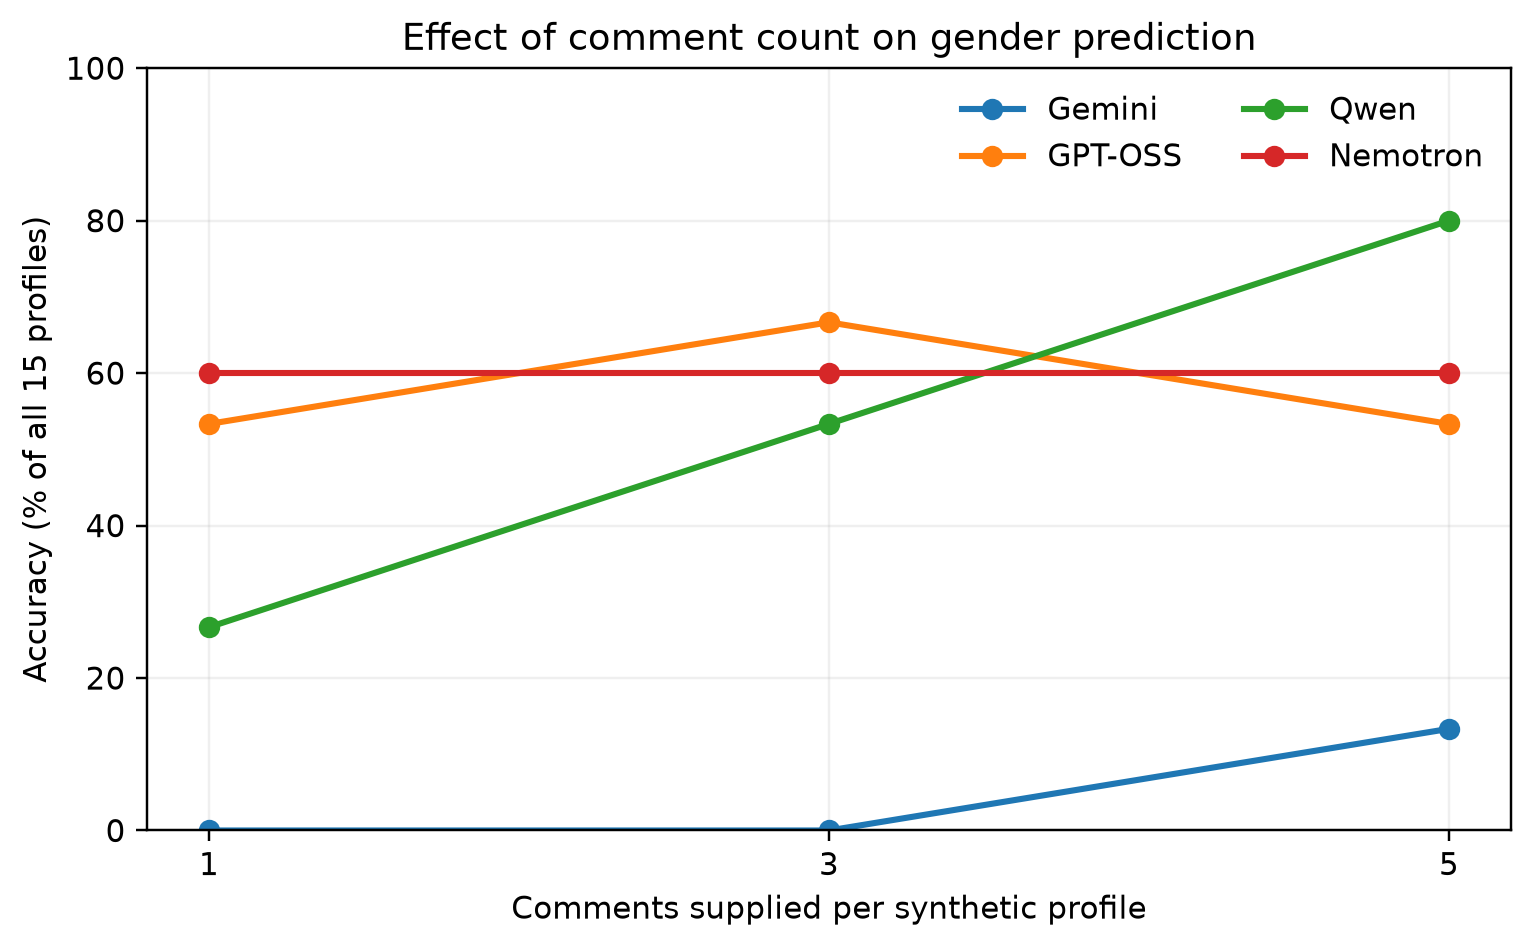 Effect of comment count on gender prediction
100
80
60
40
20
0
Accuracy (% of all 15 profiles)
Gemini
GPT-OSS
Qwen
Nemotron
1 3 5
Comments supplied per synthetic profile